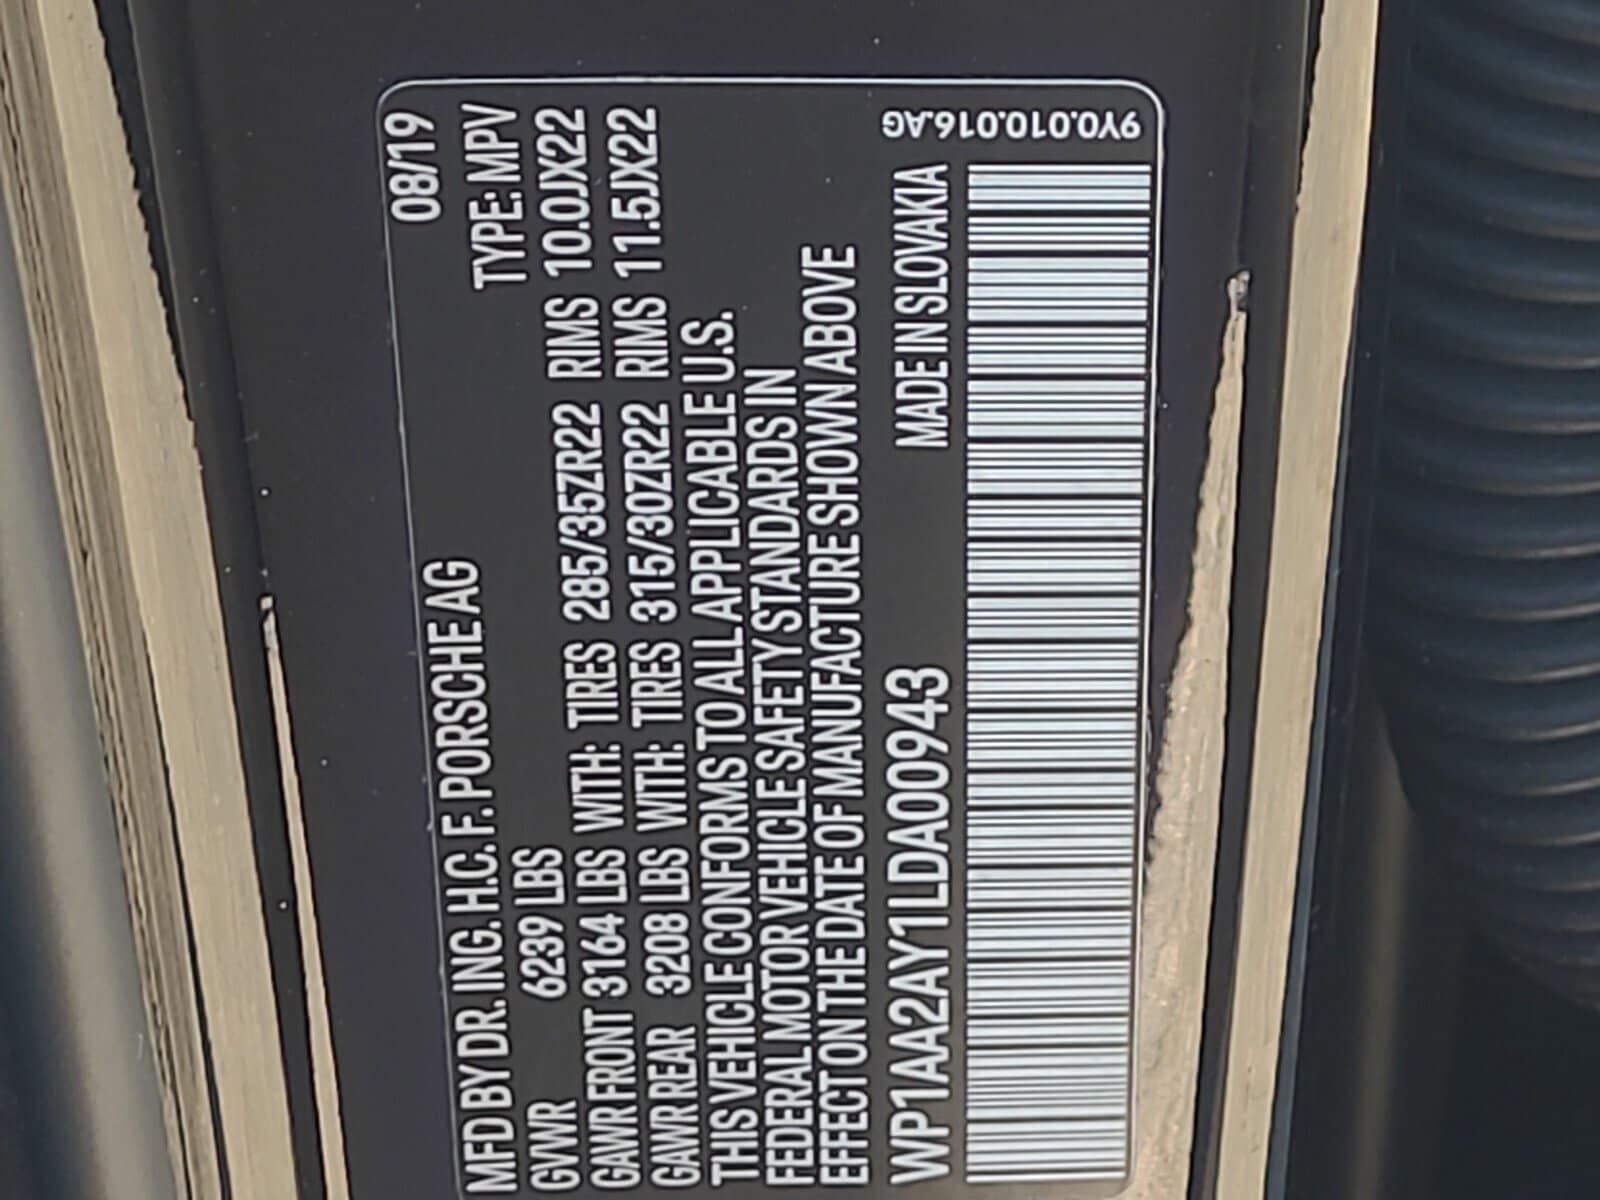 MFD BY DR. ING. H.C. F. PORSCHE AG 08/19
GVWR 6239 LBS TYPE: MPV
GAWR FRONT 3164 LBS WITH: TIRES 285/35ZR22 RIMS 10.0JX22
GAWR REAR 3208 LBS WITH: TIRES 315/30ZR22 RIMS 11.5JX22
THIS VEHICLE CONFORMS TO ALL APPLICABLE U.S.
FEDERAL MOTOR VEHICLE SAFETY STANDARDS IN
EFFECT ON THE DATE OF MANUFACTURE SHOWN ABOVE
WP1AA2AY1LDA00943 MADE IN SLOVAKIA
9Y0.010.016.AG